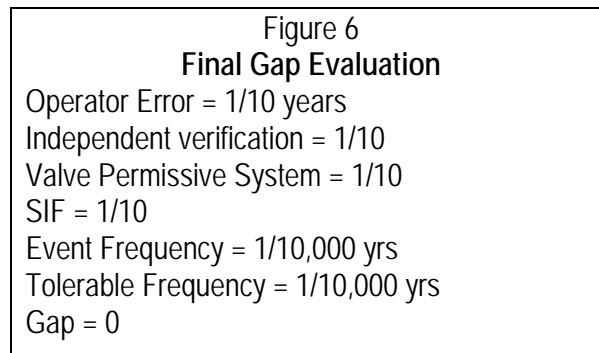 Figure 6
Final Gap Evaluation
Operator Error = 1/10 years
Independent verification = 1/10
Valve Permissive System = 1/10
SIF = 1/10
Event Frequency = 1/10,000 yrs
Tolerable Frequency = 1/10,000 yrs
Gap = 0